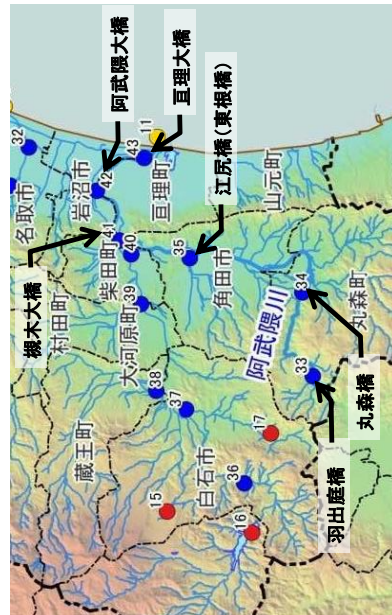 32
名取市
阿武隈大橋
亘理大橋
岩沼市
42
43
11
亘理町
江尻橋(東根橋)
槻木大橋
41
柴田町
40
35
山元町
村田町
39
角田市
大河原町
34
丸森町
阿武隈川
38
37
33
丸森橋
蔵王町
17
白石市
36
羽出庭橋
15
16